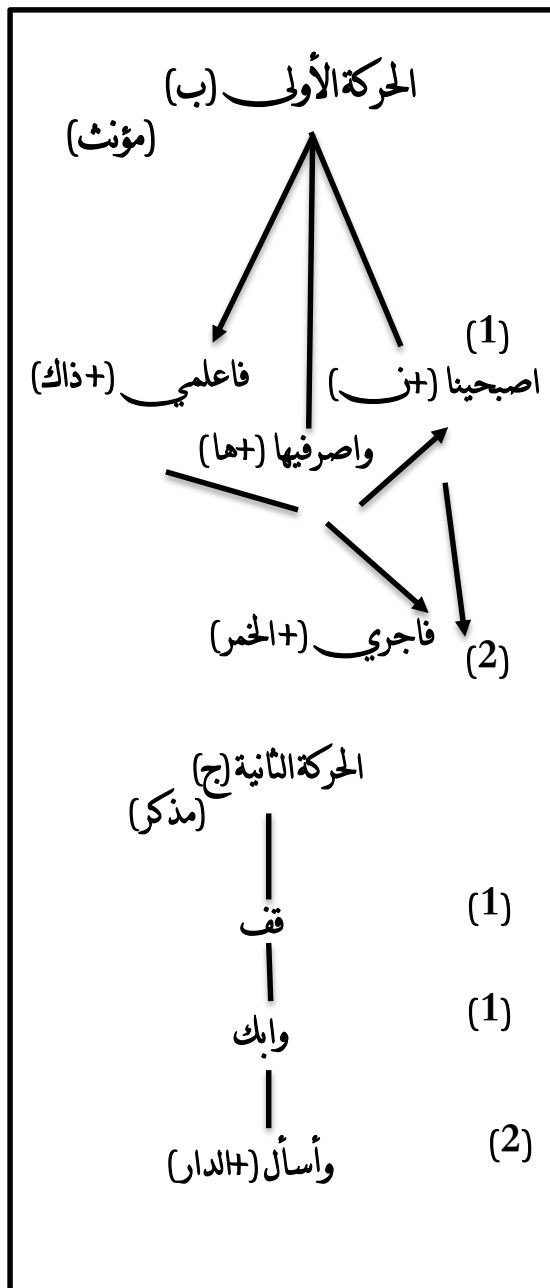 الحركة الأولى (ب)
(مؤنث)
(1)
اصبحينا (+ن) فاعلمي (+ذاك)
واصرفيها (+ها)
(2) فاجري (+الخمر)
الحركة الثانية (ج)
(مذكر)
(1)
قف
(1)
وابك
(2)
وأسأل (+الدار)